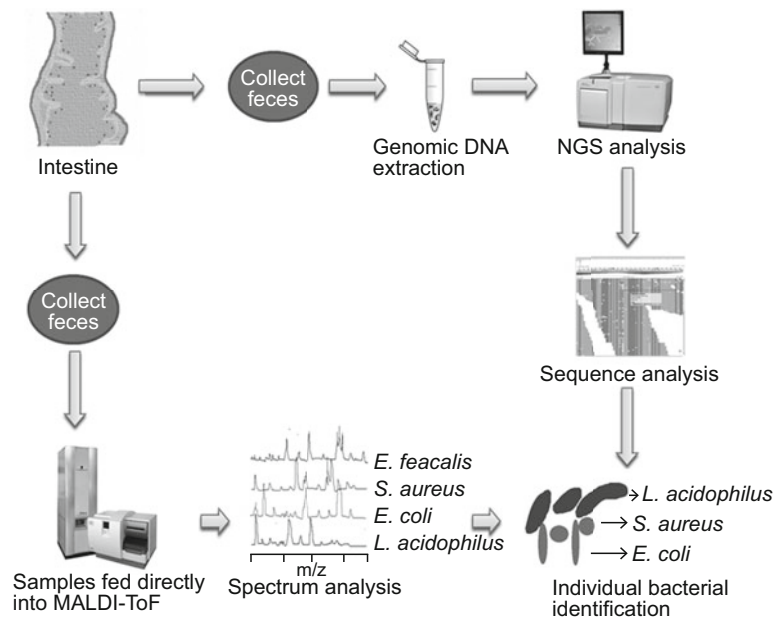 Collect
feces
Intestine
Genomic DNA
extraction
NGS analysis
Collect
feces
Sequence analysis
E. feacalis
S. aureus
E. coli
L. acidophilus
m/z
Samples fed directly
into MALDI-ToF
Spectrum analysis
L. acidophilus
S. aureus
E. coli
Individual bacterial
identification